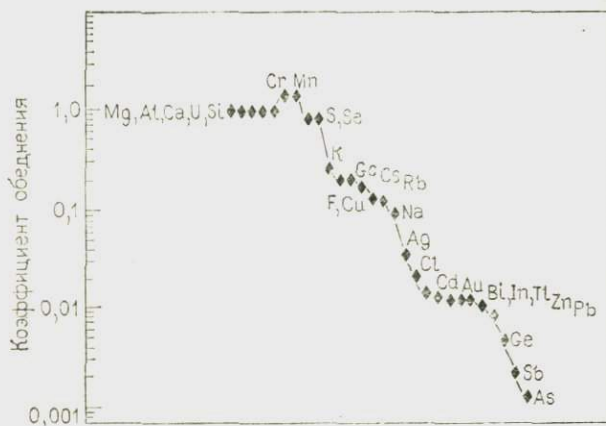 Коэффициент обеднения
1,0
0,1
0,01
0,001
Mg,Al,Ca,U,Si
Cr Mn
S,Se
K
Ga Cs Rb
F,Cu
Na
Ag
Cl
Cd Au Bi,In,Tl Zn Pb
Ge
Sb
As